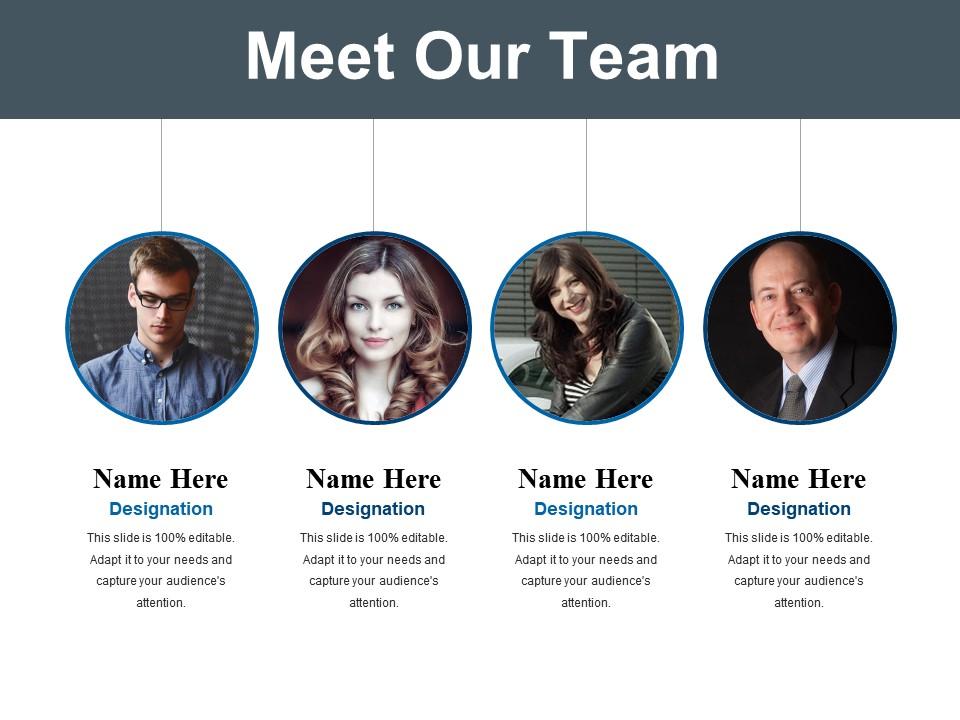 Meet Our Team
Name Here
Designation
This slide is 100% editable.
Adapt it to your needs and
capture your audience's
attention.
Name Here
Designation
This slide is 100% editable.
Adapt it to your needs and
capture your audience's
attention.
Name Here
Designation
This slide is 100% editable.
Adapt it to your needs and
capture your audience's
attention.
Name Here
Designation
This slide is 100% editable.
Adapt it to your needs and
capture your audience's
attention.